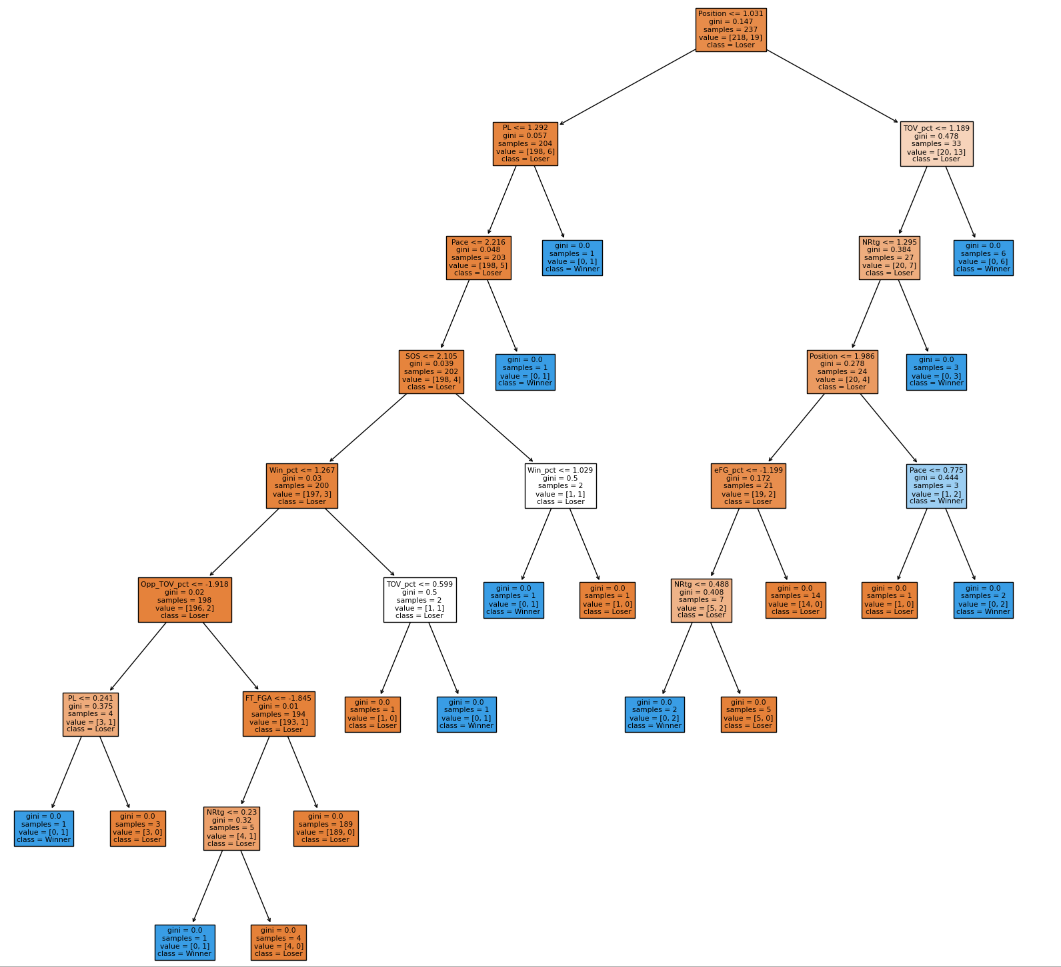 Position <= 1.031
gini = 0.147
samples = 237
value = [218, 19]
class = Loser
PL <= 1.292
gini = 0.057
samples = 204
value = [198, 6]
class = Loser
TOV_pct <= 1.189
gini = 0.478
samples = 33
value = [20, 13]
class = Loser
Pace <= 2.216
gini = 0.048
samples = 203
value = [198, 5]
class = Loser
gini = 0.0
samples = 1
value = [0, 1]
class = Winner
NRtg <= 1.295
gini = 0.384
samples = 27
value = [20, 7]
class = Loser
gini = 0.0
samples = 6
value = [0, 6]
class = Winner
SOS <= 2.105
gini = 0.039
samples = 202
value = [198, 4]
class = Loser
gini = 0.0
samples = 1
value = [0, 1]
class = Winner
Position <= 1.986
gini = 0.278
samples = 24
value = [20, 4]
class = Loser
gini = 0.0
samples = 3
value = [0, 3]
class = Winner
Win_pct <= 1.267
gini = 0.03
samples = 200
value = [197, 3]
class = Loser
Win_pct <= 1.029
gini = 0.5
samples = 2
value = [1, 1]
class = Loser
eFG_pct <= -1.199
gini = 0.172
samples = 21
value = [19, 2]
class = Loser
Pace <= 0.775
gini = 0.444
samples = 3
value = [1, 2]
class = Winner
Opp_TOV_pct <= -1.918
gini = 0.02
samples = 198
value = [196, 2]
class = Loser
TOV_pct <= 0.599
gini = 0.5
samples = 2
value = [1, 1]
class = Loser
gini = 0.0
samples = 1
value = [0, 1]
class = Winner
gini = 0.0
samples = 1
value = [1, 0]
class = Loser
NRtg <= 0.488
gini = 0.408
samples = 7
value = [5, 2]
class = Loser
gini = 0.0
samples = 14
value = [14, 0]
class = Loser
gini = 0.0
samples = 1
value = [1, 0]
class = Loser
gini = 0.0
samples = 2
value = [0, 2]
class = Winner
PL <= 0.241
gini = 0.375
samples = 4
value = [3, 1]
class = Loser
FT_FGA <= -1.845
gini = 0.01
samples = 194
value = [193, 1]
class = Loser
gini = 0.0
samples = 1
value = [1, 0]
class = Loser
gini = 0.0
samples = 1
value = [0, 1]
class = Winner
gini = 0.0
samples = 2
value = [0, 2]
class = Winner
gini = 0.0
samples = 5
value = [5, 0]
class = Loser
gini = 0.0
samples = 1
value = [0, 1]
class = Winner
gini = 0.0
samples = 3
value = [3, 0]
class = Loser
NRtg <= 0.23
gini = 0.32
samples = 5
value = [4, 1]
class = Loser
gini = 0.0
samples = 189
value = [189, 0]
class = Loser
gini = 0.0
samples = 1
value = [0, 1]
class = Winner
gini = 0.0
samples = 4
value = [4, 0]
class = Loser